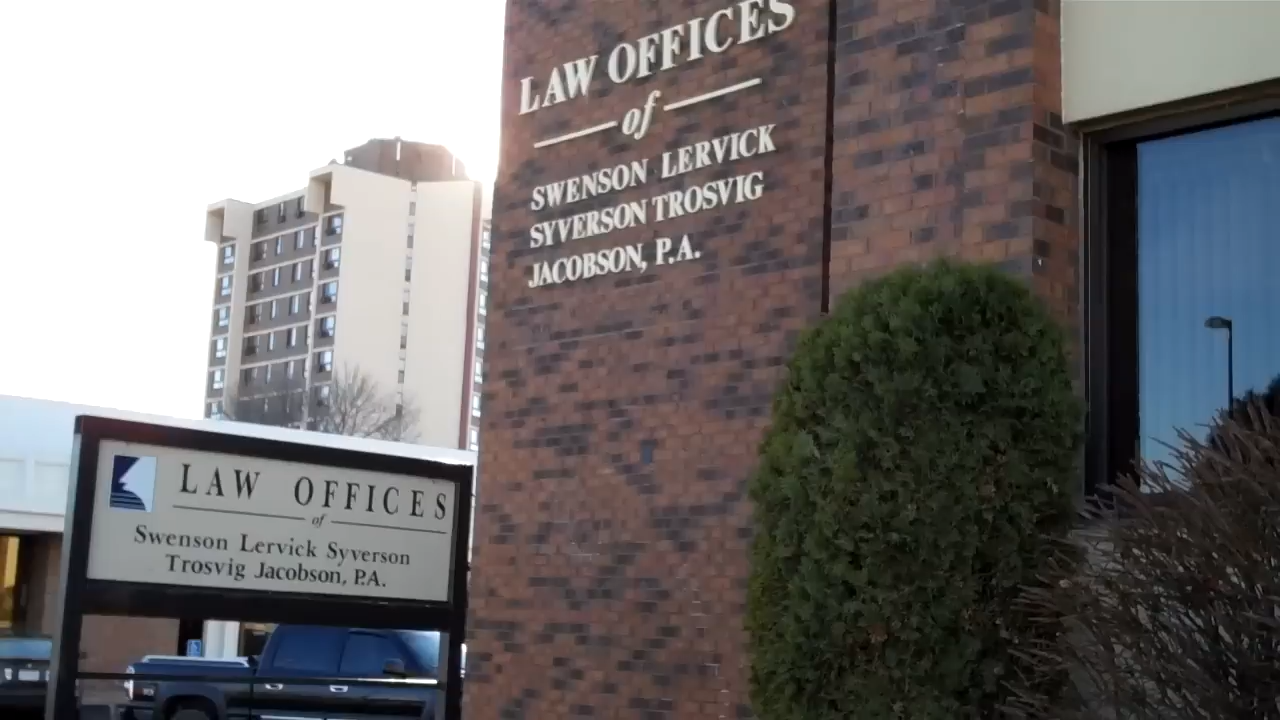 LAW OFFICES
of
SWENSON LERVICK
SYVERSON TROSVIG
JACOBSON, P.A.
LAW OFFICES
of
Swenson Lervick Syverson
Trosvig Jacobson, P.A.